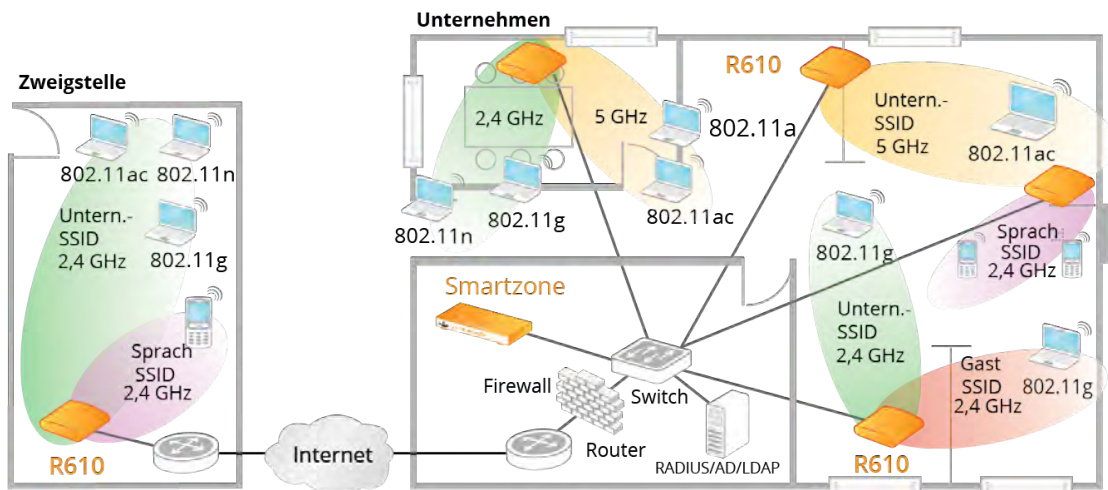 Unternehmen
Zweigstelle
802.11ac
802.11n
Untern.-
SSID
2,4 GHz
802.11g
Sprach
SSID
2,4 GHz
R610
Internet
2,4 GHz
5 GHz
802.11a
802.11n
802.11g
802.11ac
R610
Untern.-
SSID
5 GHz
802.11ac
Sprach
SSID
2,4 GHz
802.11g
Untern.-
SSID
2,4 GHz
Gast
SSID
2,4 GHz
802.11g
R610
Smartzone
Firewall
Switch
Router
RADIUS/AD/LDAP